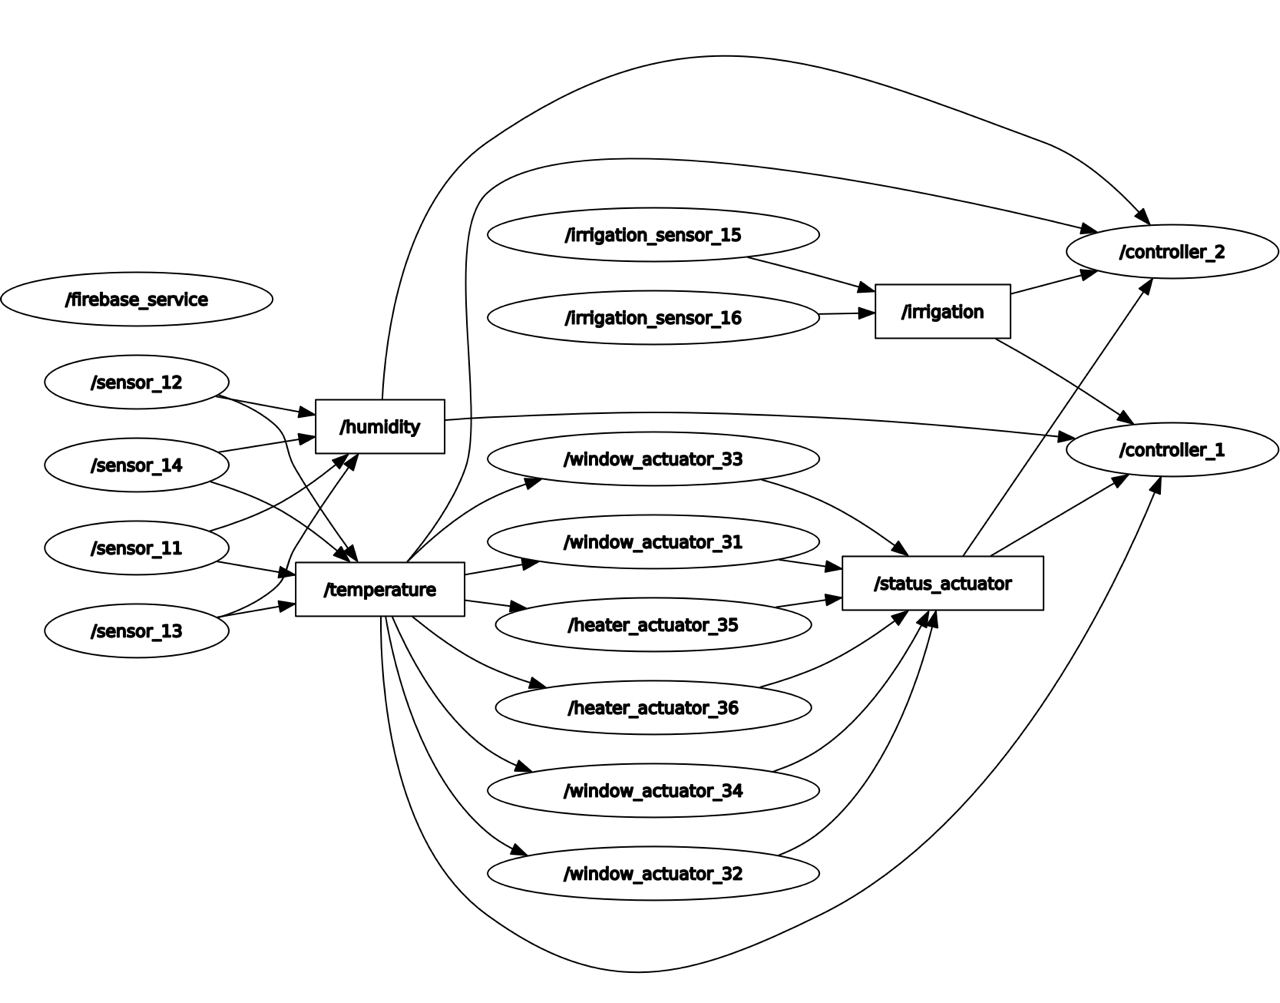 /firebase_service
/sensor_12
/sensor_14
/sensor_11
/sensor_13
/humidity
/temperature
/irrigation_sensor_15
/irrigation_sensor_16
/window_actuator_33
/window_actuator_31
/heater_actuator_35
/heater_actuator_36
/window_actuator_34
/window_actuator_32
/irrigation
/status_actuator
/controller_2
/controller_1